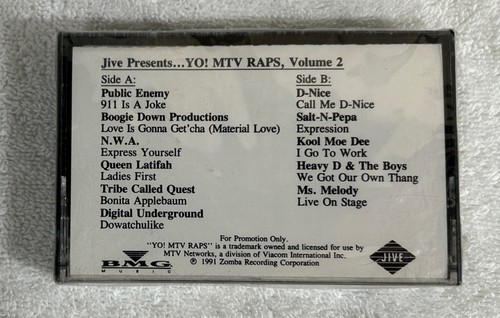 Jive Presents...YO! MTV RAPS, Volume 2
Side A:
Public Enemy
911 Is A Joke
Boogie Down Productions
Love Is Gonna Get'cha (Material Love)
N.W.A.
Express Yourself
Queen Latifah
Ladies First
Tribe Called Quest
Bonita Applebaum
Digital Underground
Dowatchulike
Side B:
D-Nice
Call Me D-Nice
Salt-N-Pepa
Expression
Kool Moe Dee
I Go To Work
Heavy D & The Boys
We Got Our Own Thang
Ms. Melody
Live On Stage
For Promotion Only.
"YO! MTV RAPS" is a trademark owned and licensed for use by
MTV Networks, a division of Viacom International Inc.
℗ 1991 Zomba Recording Corporation
BMG
MUSIC
JIVE